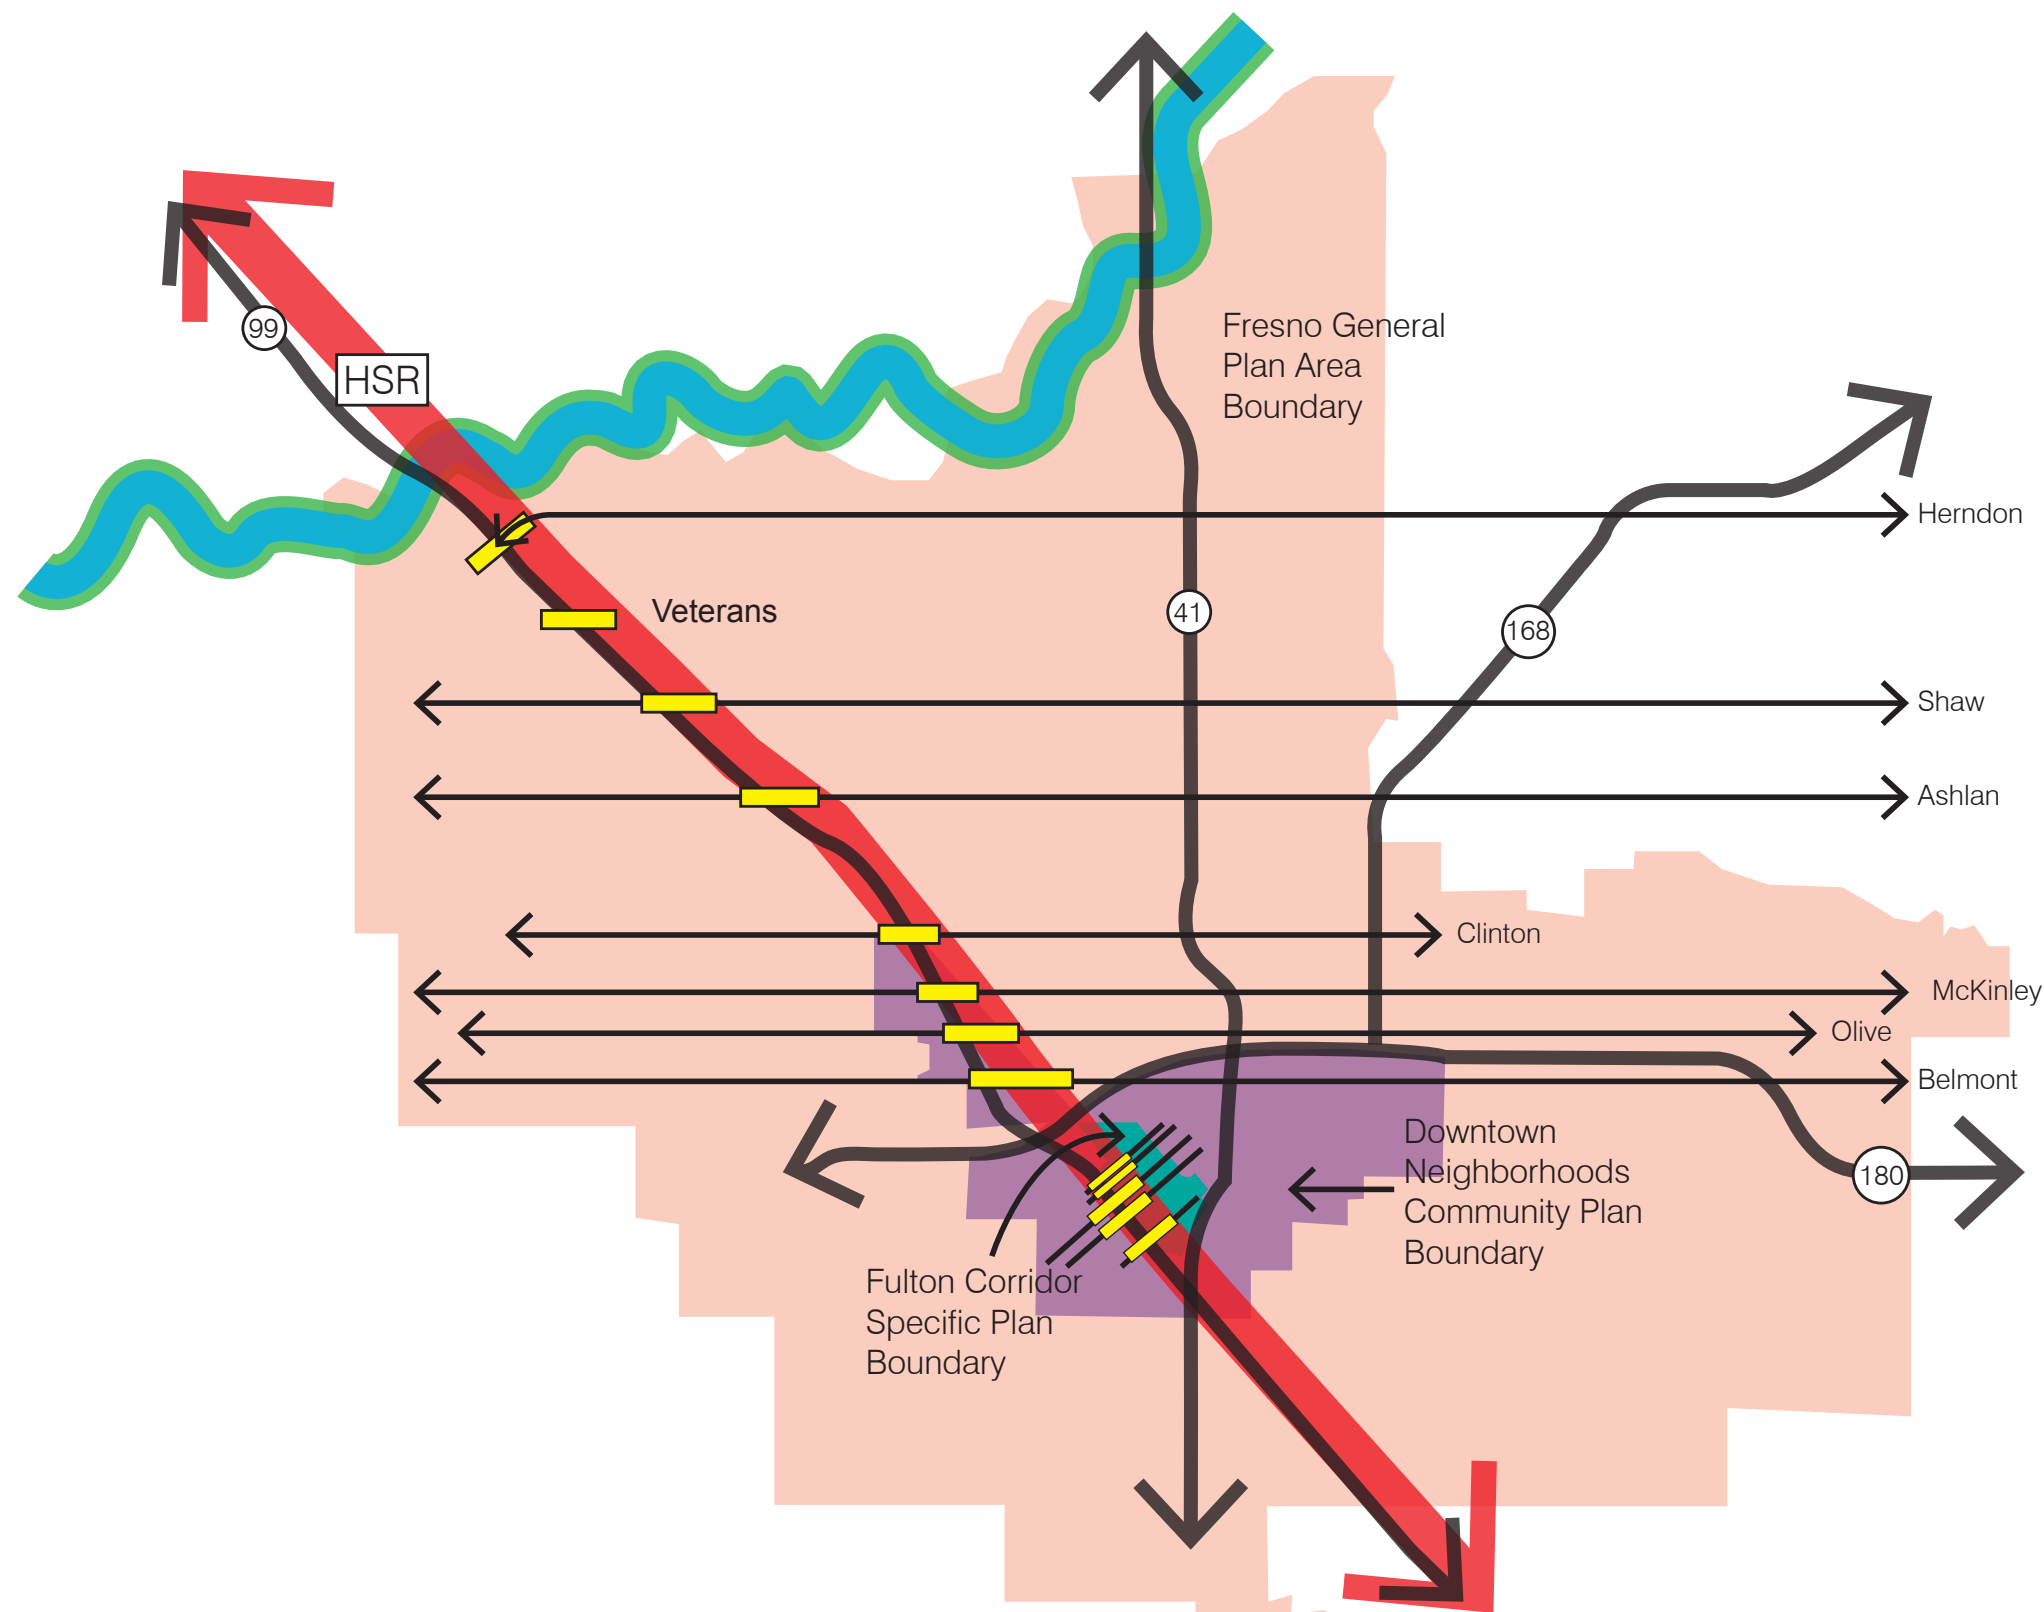 99
HSR
Fresno General
Plan Area
Boundary
Herndon
41
Veterans
168
Shaw
Ashlan
Clinton
McKinley
Olive
Belmont
Downtown
Neighborhoods
Community Plan
Boundary
180
Fulton Corridor
Specific Plan
Boundary